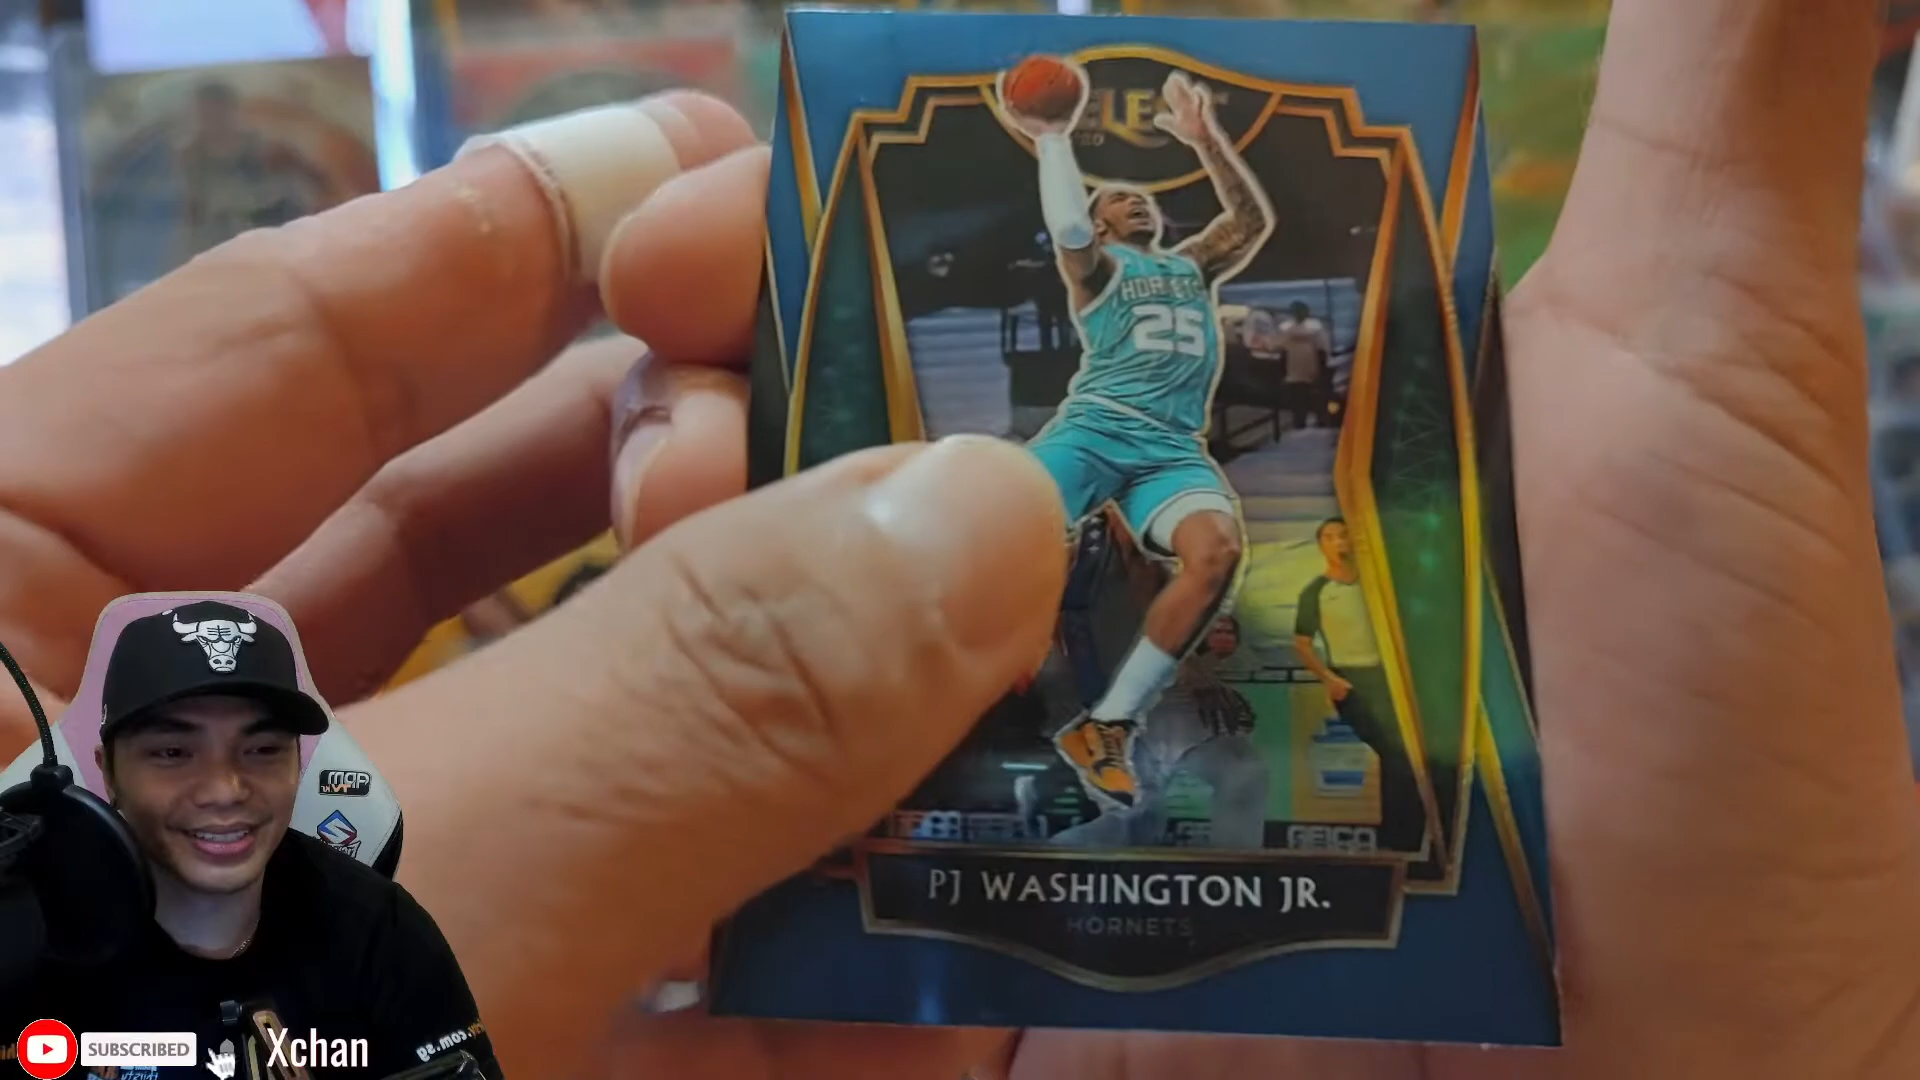 HORNETS
25
GEICO
PJ WASHINGTON JR.
HORNETS
SUBSCRIBED
Xchan